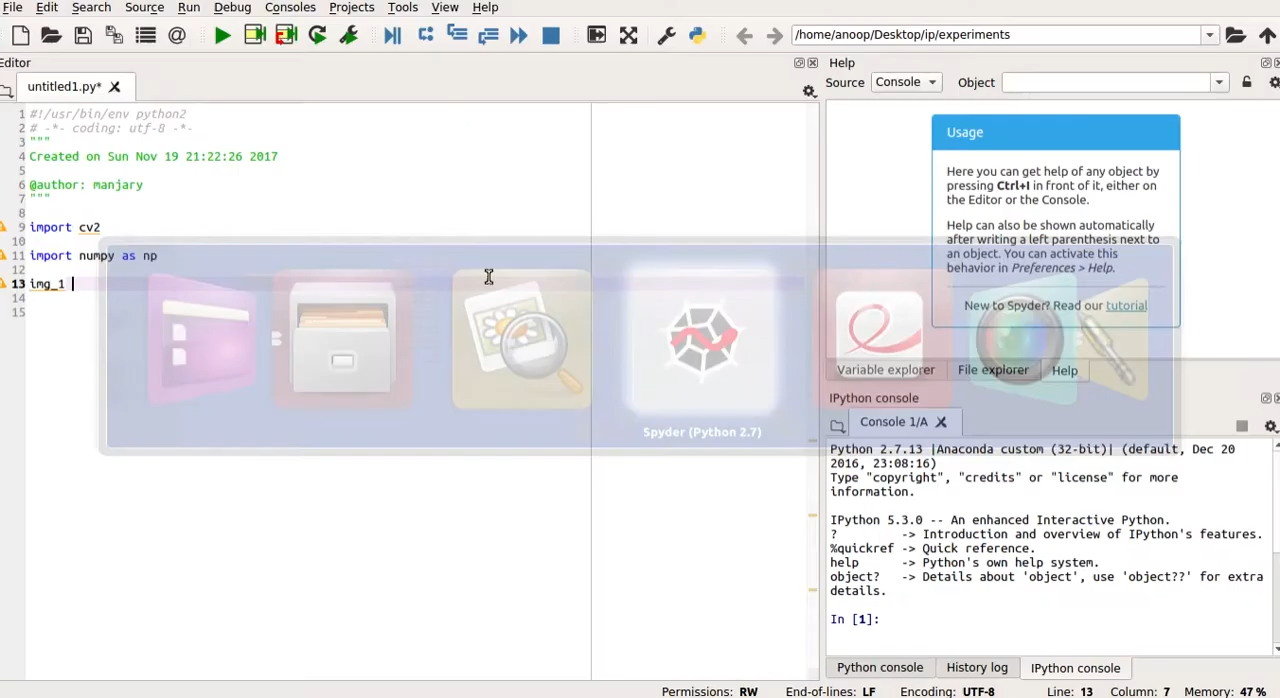 File Edit Search Source Run Debug Consoles Projects Tools View Help
/home/anoop/Desktop/ip/experiments
Editor
untitled1.py*
1 #!/usr/bin/env python2
2 # -*- coding: utf-8 -*-
3 """
4 Created on Sun Nov 19 21:22:26 2017
5
6 @author: manjary
7 """
8
9 import cv2
10
11 import numpy as np
12
13 img_1
14
15
Spyder (Python 2.7)
Help
Source Console Object
Usage
Here you can get help of any object by
pressing Ctrl+I in front of it, either on
the Editor or the Console.
Help can also be shown automatically
after writing a left parenthesis next to
an object. You can activate this
behavior in Preferences > Help.
New to Spyder? Read our tutorial
Variable explorer File explorer Help
IPython console
Console 1/A
Python 2.7.13 |Anaconda custom (32-bit)| (default, Dec 20
2016, 23:08:16)
Type "copyright", "credits" or "license" for more
information.
IPython 5.3.0 -- An enhanced Interactive Python.
? -> Introduction and overview of IPython's features.
%quickref -> Quick reference.
help -> Python's own help system.
object? -> Details about 'object', use 'object??' for extra
details.
In [1]:
Python console History log IPython console
Permissions: RW End-of-lines: LF Encoding: UTF-8 Line: 13 Column: 7 Memory: 47 %